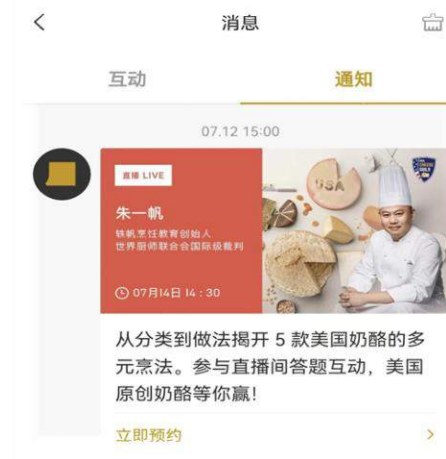 消息
互动
通知
07.12 15:00
直播 LIVE
朱一帆
轶帆烹饪教育创始人
世界厨师联合会国际级裁判
07月14日 14:30
USA
从分类到做法揭开 5 款美国奶酪的多
元烹法。参与直播间答题互动，美国
原创奶酪等你赢！
立即预约